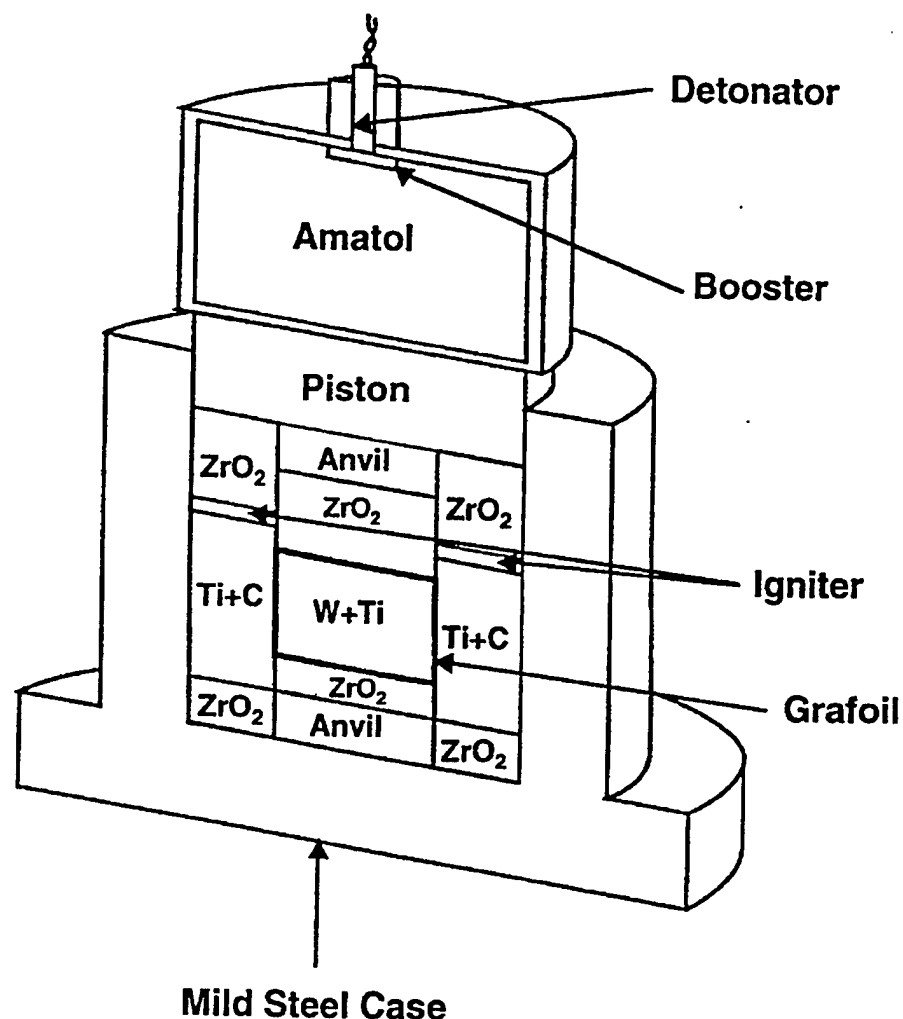 Detonator
Amatol
Booster
Piston
ZrO₂
Anvil
ZrO₂
ZrO₂
Igniter
Ti+C
W+Ti
Ti+C
ZrO₂
Grafoil
ZrO₂
Anvil
ZrO₂
Mild Steel Case